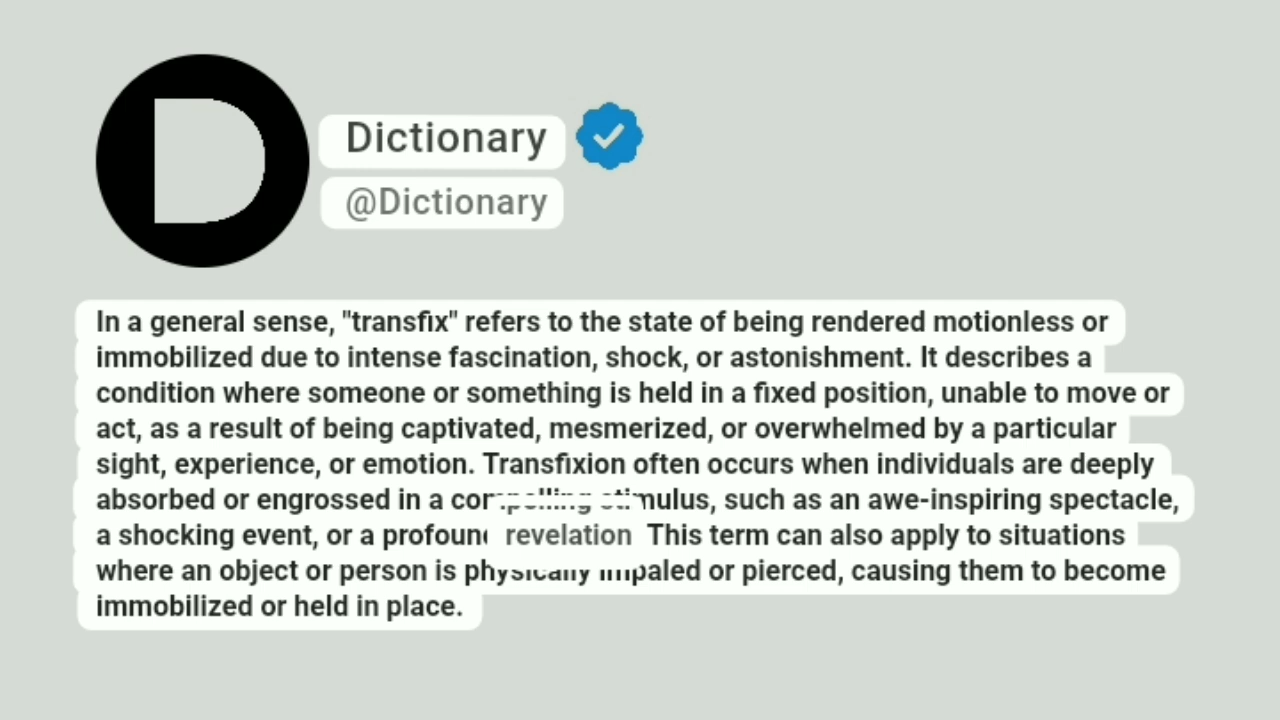 Dictionary
@Dictionary
In a general sense, "transfix" refers to the state of being rendered motionless or
immobilized due to intense fascination, shock, or astonishment. It describes a
condition where someone or something is held in a fixed position, unable to move or
act, as a result of being captivated, mesmerized, or overwhelmed by a particular
sight, experience, or emotion. Transfixion often occurs when individuals are deeply
absorbed or engrossed in a compelling stimulus, such as an awe-inspiring spectacle,
a shocking event, or a profound revelation This term can also apply to situations
where an object or person is physically impaled or pierced, causing them to become
immobilized or held in place.